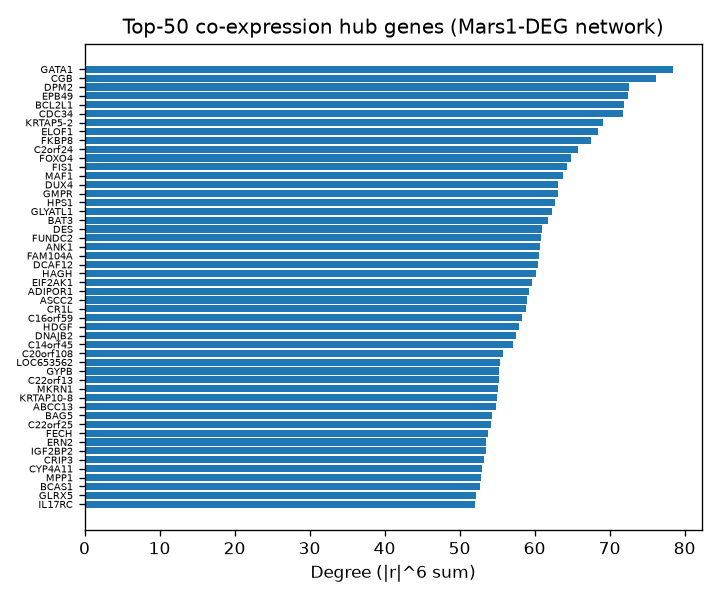 Top-50 co-expression hub genes (Mars1-DEG network)
GATA1
CGB
DPM2
EPB49
BCL2L1
CDC34
KRTAP5-2
ELOF1
FKBP8
C2orf24
FOXO4
FIS1
MAF1
DUX4
GMPR
HPS1
GLYATL1
BAT3
DES
FUNDC2
ANK1
FAM104A
DCAF12
HAGH
EIF2AK1
ADIPOR1
ASCC2
CR1L
C16orf59
HDGF
DNAJB2
C14orf45
C20orf108
LOC653562
GYPB
C22orf13
MKRN1
KRTAP10-8
ABCC13
BAG5
C22orf25
FECH
ERN2
IGF2BP2
CRIP3
CYP4A11
MPP1
BCAS1
GLRX5
IL17RC
0 10 20 30 40 50 60 70 80
Degree (|r|^6 sum)